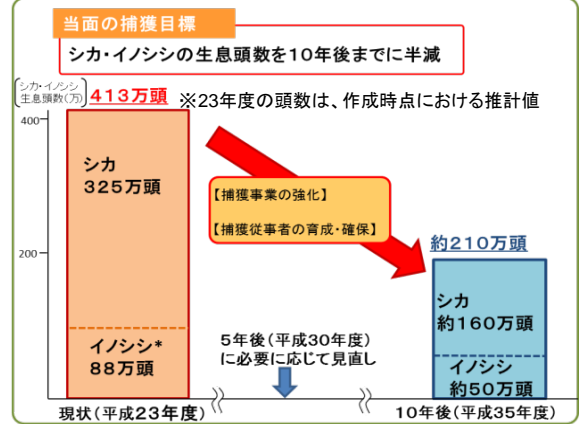 当面の捕獲目標
シカ・イノシシの生息頭数を10年後までに半減
シカ・イノシシ
生息頭数(万)
413万頭
※23年度の頭数は、作成時点における推計値
400
シカ
325万頭
【捕獲事業の強化】
【捕獲従事者の育成・確保】
200
約210万頭
シカ
約160万頭
イノシシ*
88万頭
5年後(平成30年度)
に必要に応じて見直し
イノシシ
約50万頭
現状(平成23年度)
10年後(平成35年度)